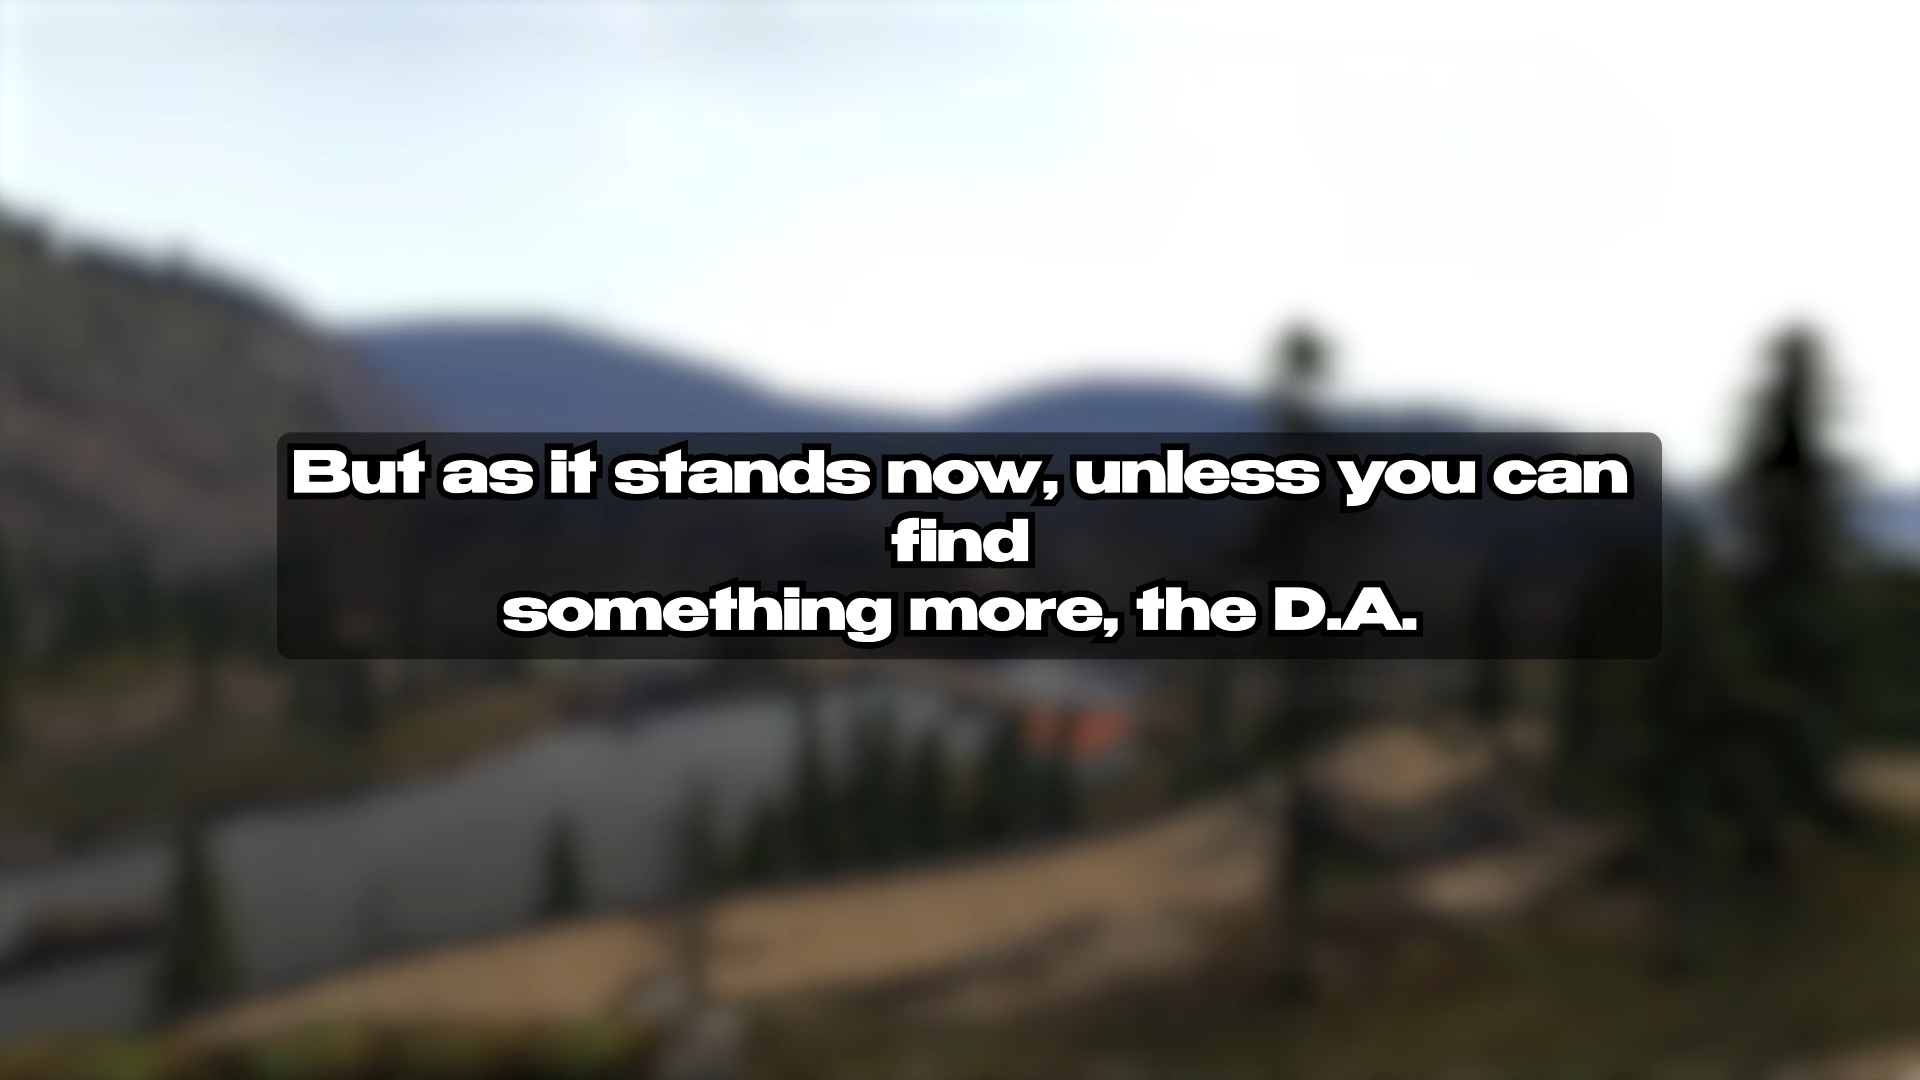 But as it stands now, unless you can
find
something more, the D.A.